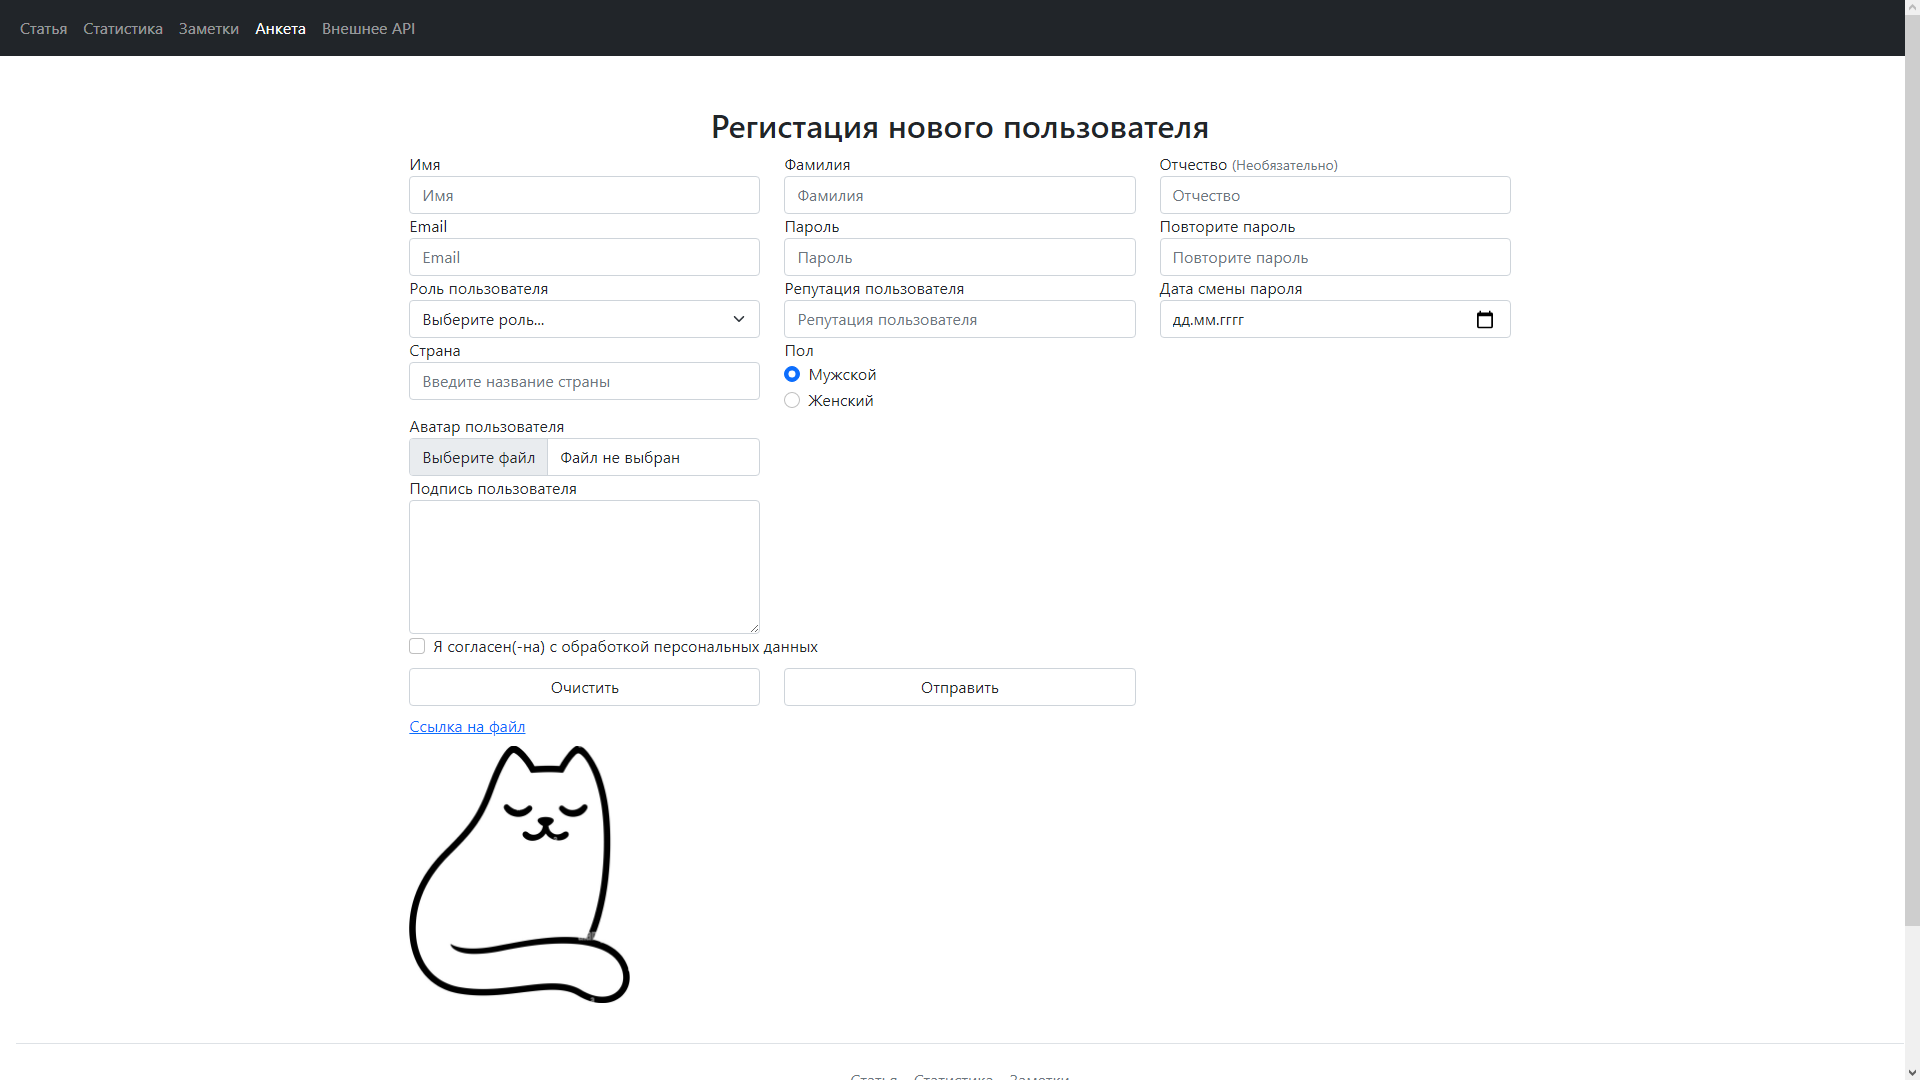 Статья Статистика Заметки Анкета Внешнее API
Регистация нового пользователя
Имя Фамилия Отчество (Необязательно)
Имя Фамилия Отчество
Email Пароль Повторите пароль
Email Пароль Повторите пароль
Роль пользователя Репутация пользователя Дата смены пароля
Выберите роль... Репутация пользователя дд.мм.гггг
Страна Пол
Введите название страны Мужской
Женский
Аватар пользователя
Выберите файл Файл не выбран
Подпись пользователя
Я согласен(-на) с обработкой персональных данных
Очистить Отправить
Ссылка на файл
Статья Статистика Заметки